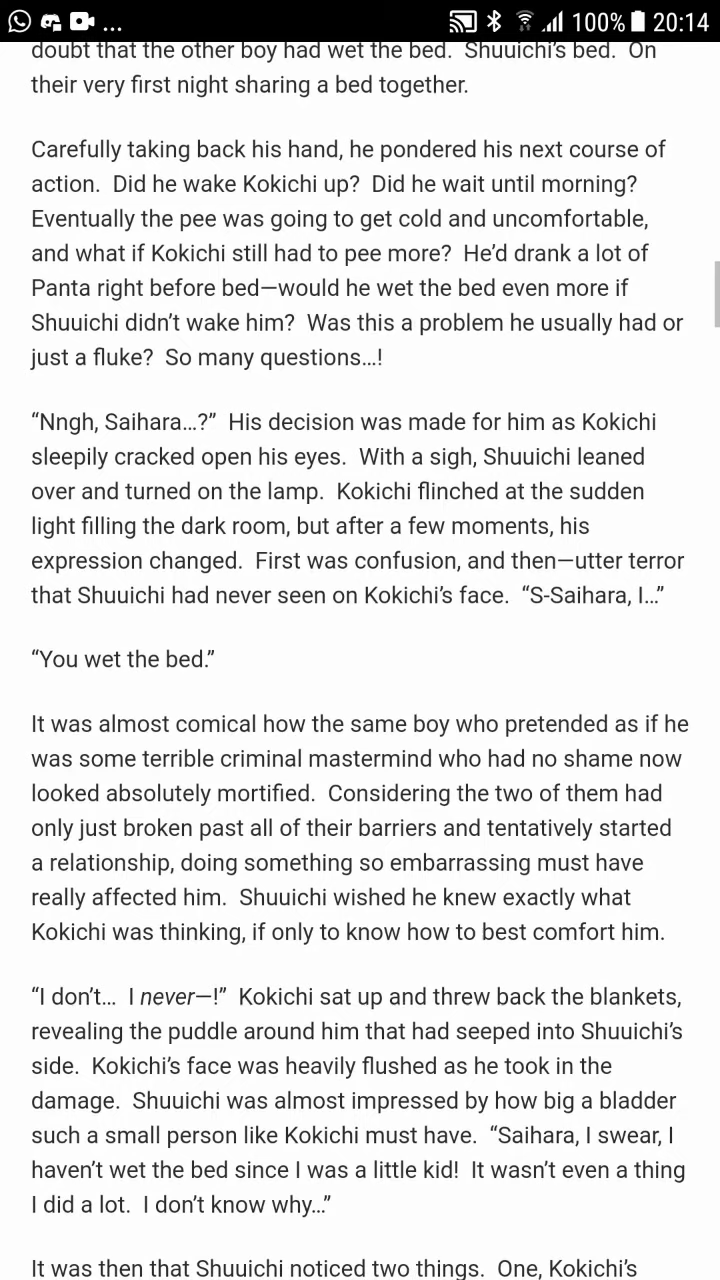 ... 100% 20:14
doubt that the other boy had wet the bed.  Shuuichi's bed.  On
their very first night sharing a bed together.
Carefully taking back his hand, he pondered his next course of
action.  Did he wake Kokichi up?  Did he wait until morning?
Eventually the pee was going to get cold and uncomfortable,
and what if Kokichi still had to pee more?  He'd drank a lot of
Panta right before bed—would he wet the bed even more if
Shuuichi didn't wake him?  Was this a problem he usually had or
just a fluke?  So many questions…!
“Nngh, Saihara…?”  His decision was made for him as Kokichi
sleepily cracked open his eyes.  With a sigh, Shuuichi leaned
over and turned on the lamp.  Kokichi flinched at the sudden
light filling the dark room, but after a few moments, his
expression changed.  First was confusion, and then—utter terror
that Shuuichi had never seen on Kokichi's face.  “S-Saihara, I…”
“You wet the bed.”
It was almost comical how the same boy who pretended as if he
was some terrible criminal mastermind who had no shame now
looked absolutely mortified.  Considering the two of them had
only just broken past all of their barriers and tentatively started
a relationship, doing something so embarrassing must have
really affected him.  Shuuichi wished he knew exactly what
Kokichi was thinking, if only to know how to best comfort him.
“I don't…  I never—!”  Kokichi sat up and threw back the blankets,
revealing the puddle around him that had seeped into Shuuichi's
side.  Kokichi's face was heavily flushed as he took in the
damage.  Shuuichi was almost impressed by how big a bladder
such a small person like Kokichi must have.  “Saihara, I swear, I
haven't wet the bed since I was a little kid!  It wasn't even a thing
I did a lot.  I don't know why…”
It was then that Shuuichi noticed two things.  One, Kokichi's